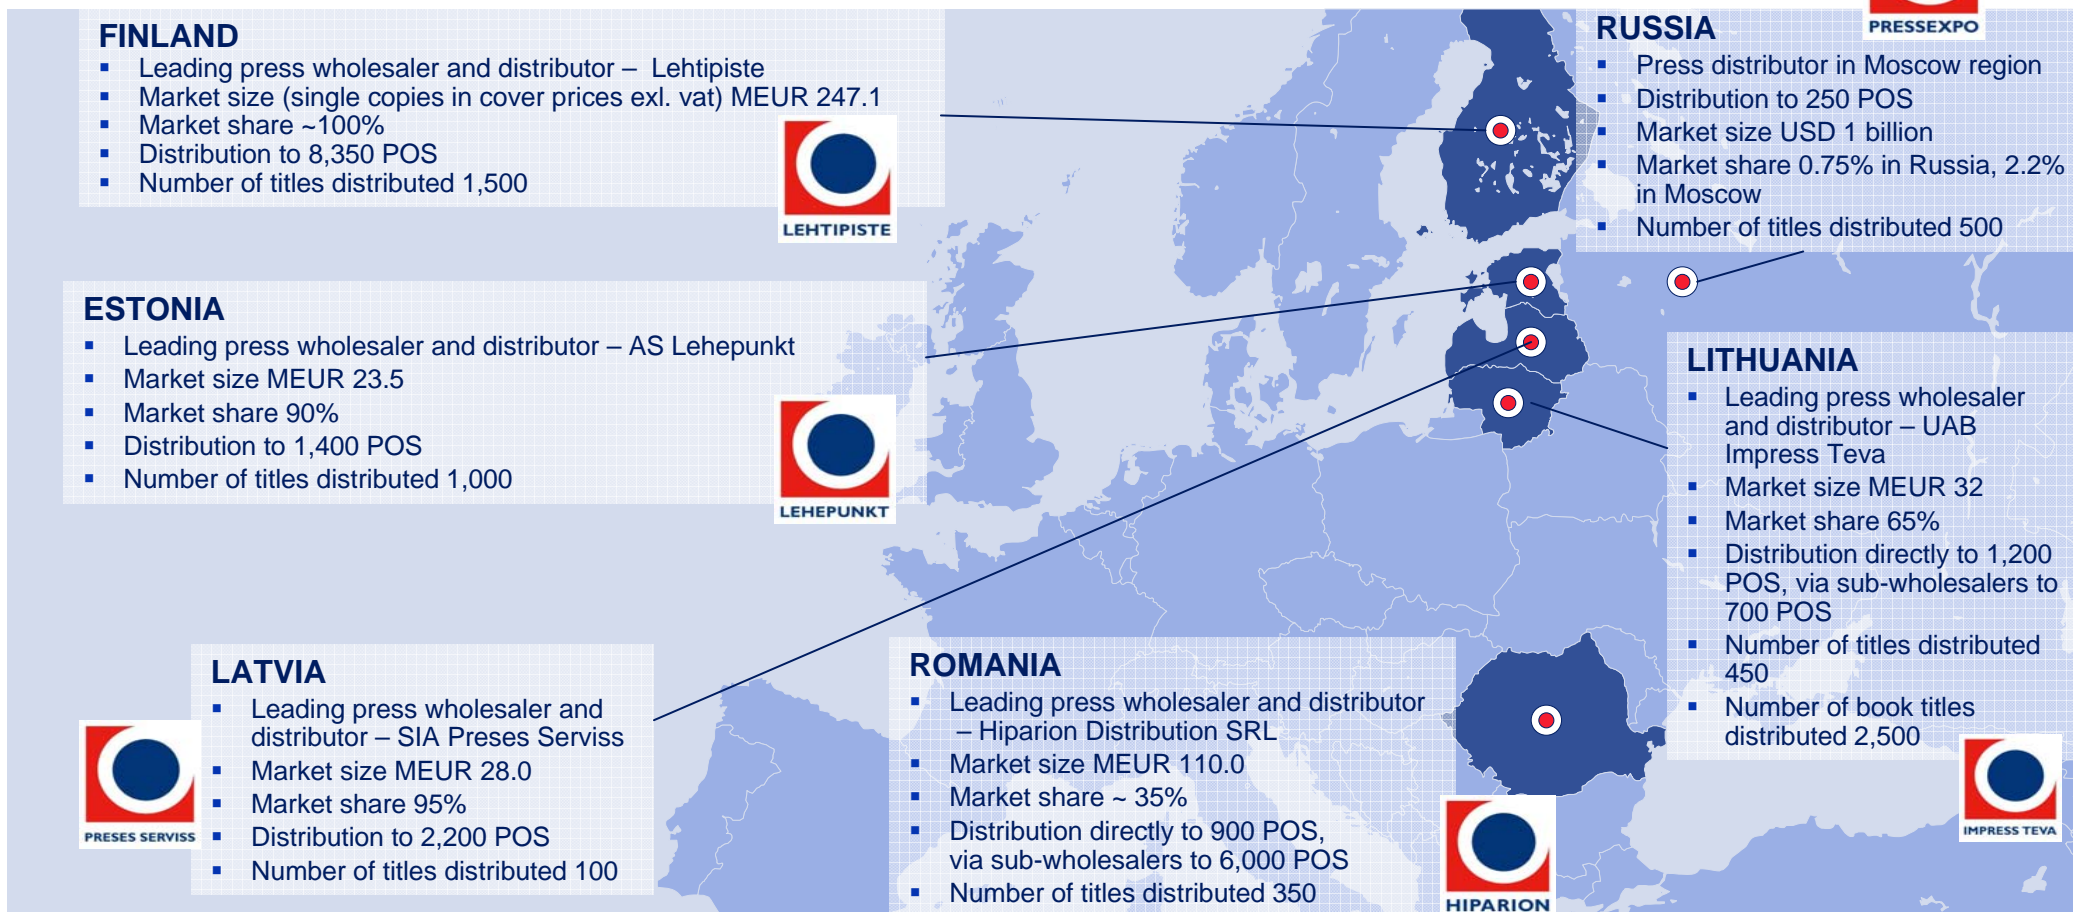 FINLAND
▪ Leading press wholesaler and distributor – Lehtipiste
▪ Market size (single copies in cover prices exl. vat) MEUR 247.1
▪ Market share ~100%
▪ Distribution to 8,350 POS
▪ Number of titles distributed 1,500
LEHTIPISTE
PRESSEXPO
RUSSIA
▪ Press distributor in Moscow region
▪ Distribution to 250 POS
▪ Market size USD 1 billion
▪ Market share 0.75% in Russia, 2.2%
in Moscow
▪ Number of titles distributed 500
ESTONIA
▪ Leading press wholesaler and distributor – AS Lehepunkt
▪ Market size MEUR 23.5
▪ Market share 90%
▪ Distribution to 1,400 POS
▪ Number of titles distributed 1,000
LEHEPUNKT
LITHUANIA
▪ Leading press wholesaler
and distributor – UAB
Impress Teva
▪ Market size MEUR 32
▪ Market share 65%
▪ Distribution directly to 1,200
POS, via sub-wholesalers to
700 POS
▪ Number of titles distributed
450
▪ Number of book titles
distributed 2,500
IMPRESS TEVA
LATVIA
▪ Leading press wholesaler and
distributor – SIA Preses Serviss
▪ Market size MEUR 28.0
▪ Market share 95%
▪ Distribution to 2,200 POS
▪ Number of titles distributed 100
PRESES SERVISS
ROMANIA
▪ Leading press wholesaler and distributor
– Hiparion Distribution SRL
▪ Market size MEUR 110.0
▪ Market share ~ 35%
▪ Distribution directly to 900 POS,
via sub-wholesalers to 6,000 POS
▪ Number of titles distributed 350
HIPARION